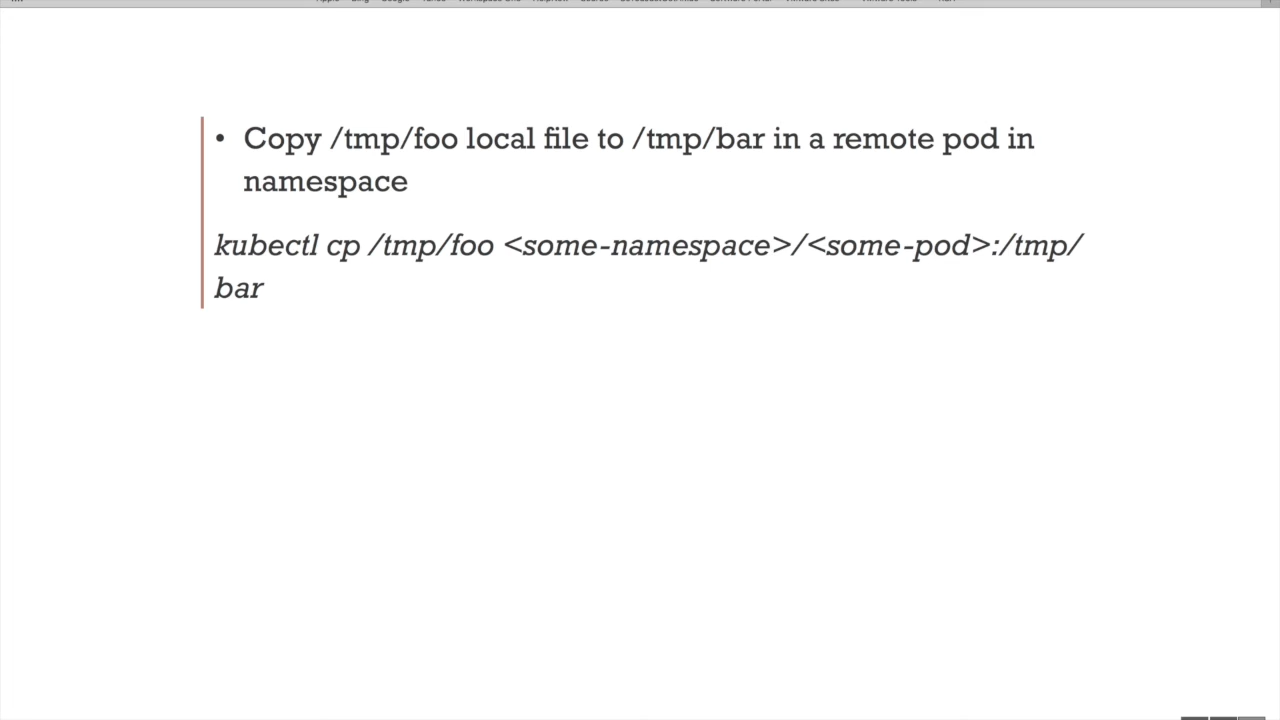 • Copy /tmp/foo local file to /tmp/bar in a remote pod in
namespace
kubectl cp /tmp/foo <some-namespace>/<some-pod>:/tmp/
bar